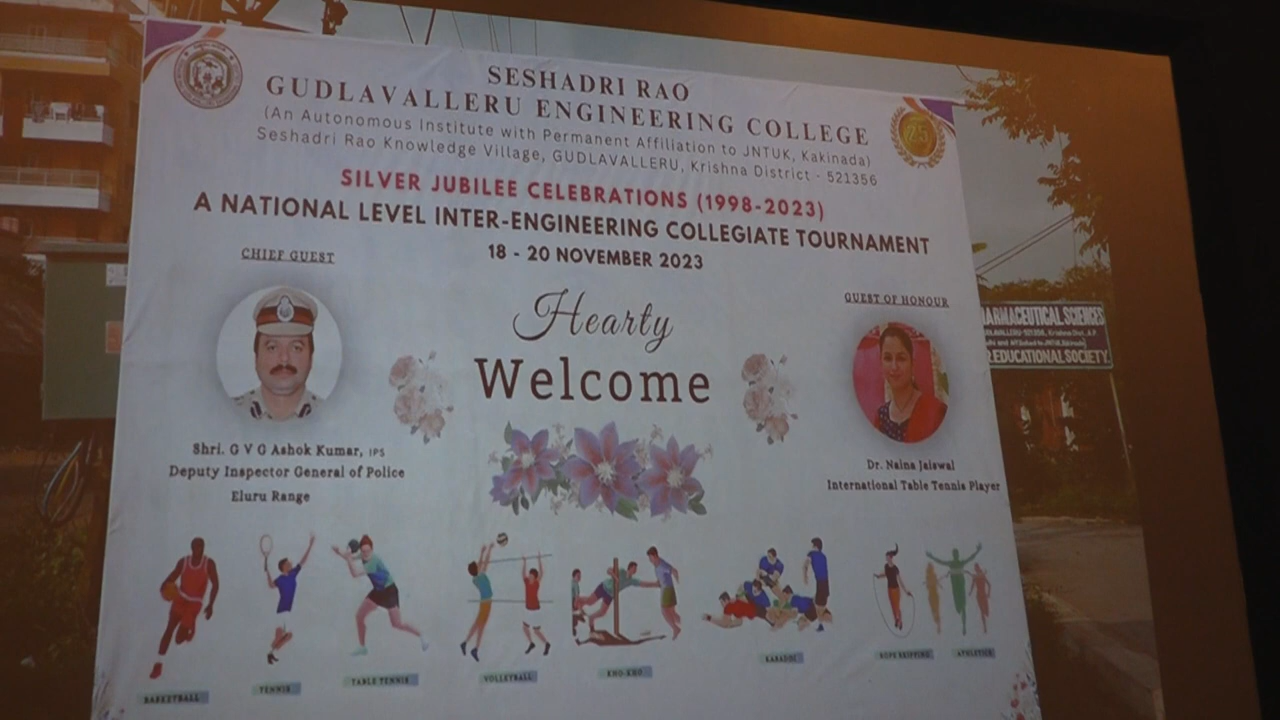 SESHADRI RAO
GUDLAVALLERU ENGINEERING COLLEGE
(An Autonomous Institute with Permanent Affiliation to JNTUK, Kakinada)
Seshadri Rao Knowledge Village, GUDLAVALLERU, Krishna District - 521356
25
SILVER JUBILEE CELEBRATIONS (1998-2023)
A NATIONAL LEVEL INTER-ENGINEERING COLLEGIATE TOURNAMENT
18 - 20 NOVEMBER 2023
CHIEF GUEST
GUEST OF HONOUR
Hearty
Welcome
Shri. G V G Ashok Kumar, IPS
Deputy Inspector General of Police
Eluru Range
Dr. Naina Jaiswal
International Table Tennis Player
BASKETBALL
TENNIS
TABLE TENNIS
VOLLEYBALL
KHO-KHO
KABADDI
ROPE SKIPPING
ATHLETICS
PHARMACEUTICAL SCIENCES
EDUCATIONAL SOCIETY.